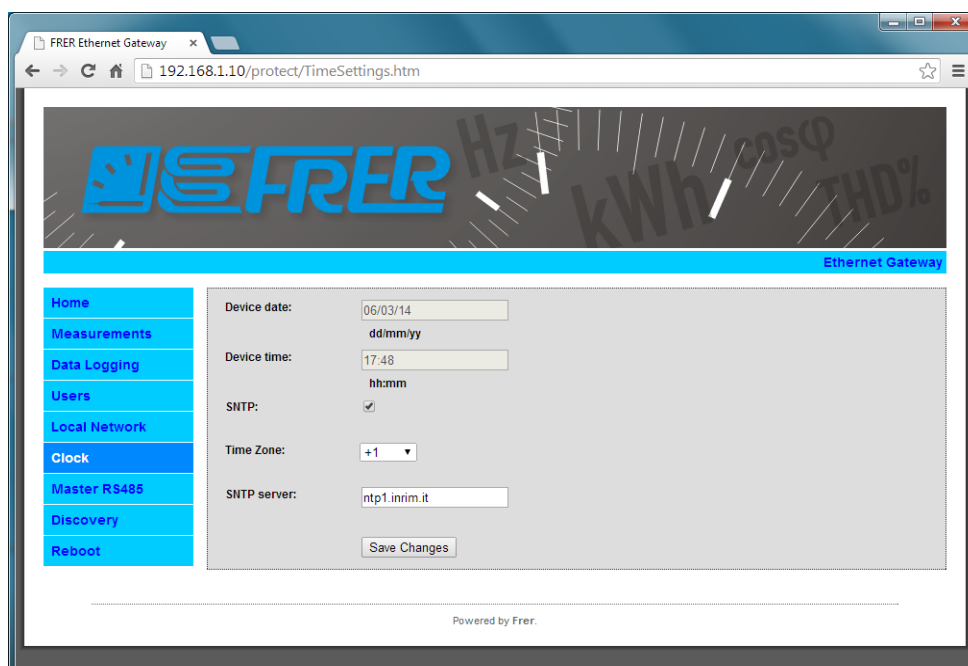 FRER Ethernet Gateway
192.168.1.10/protect/TimeSettings.htm
FRER
Hz
kWh
cosφ
THD%
Ethernet Gateway
Home
Measurements
Data Logging
Users
Local Network
Clock
Master RS485
Discovery
Reboot
Device date:
06/03/14
dd/mm/yy
Device time:
17:48
hh:mm
SNTP:
Time Zone:
+1
SNTP server:
ntp1.inrim.it
Save Changes
Powered by Frer.